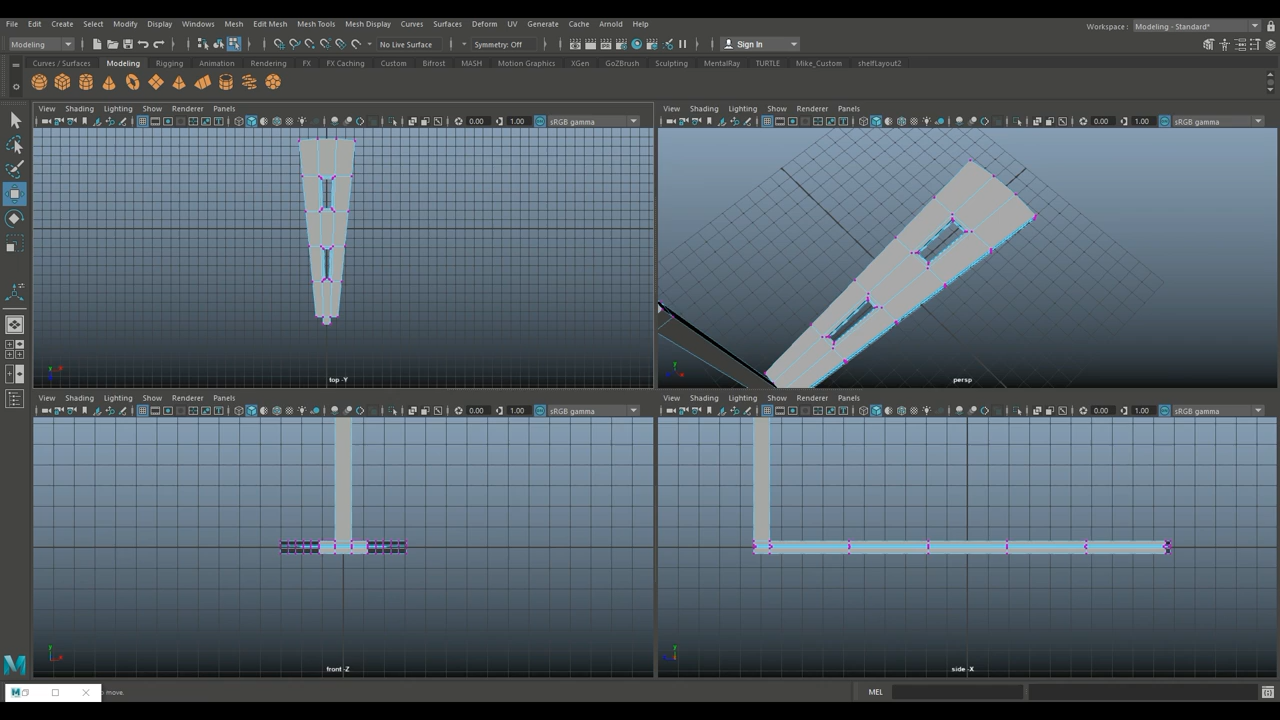 File Edit Create Select Modify Display Windows Mesh Edit Mesh Mesh Tools Mesh Display Curves Surfaces Deform UV Generate Cache Arnold Help
Workspace : Modeling - Standard*
Modeling No Live Surface Symmetry: Off Sign In
Curves / Surfaces Modeling Rigging Animation Rendering FX FX Caching Custom Bifrost MASH Motion Graphics XGen GoZBrush Sculpting MentalRay TURTLE Mike_Custom shelfLayout2
View Shading Lighting Show Renderer Panels
0.00 1.00 sRGB gamma
top -Y
View Shading Lighting Show Renderer Panels
0.00 1.00 sRGB gamma
persp
View Shading Lighting Show Renderer Panels
0.00 1.00 sRGB gamma
front -Z
View Shading Lighting Show Renderer Panels
0.00 1.00 sRGB gamma
side -X
move.
MEL